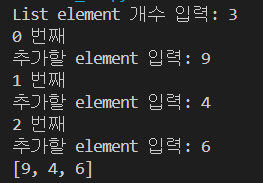 List element 개수 입력: 3
0 번째
추가할 element 입력: 9
1 번째
추가할 element 입력: 4
2 번째
추가할 element 입력: 6
[9, 4, 6]